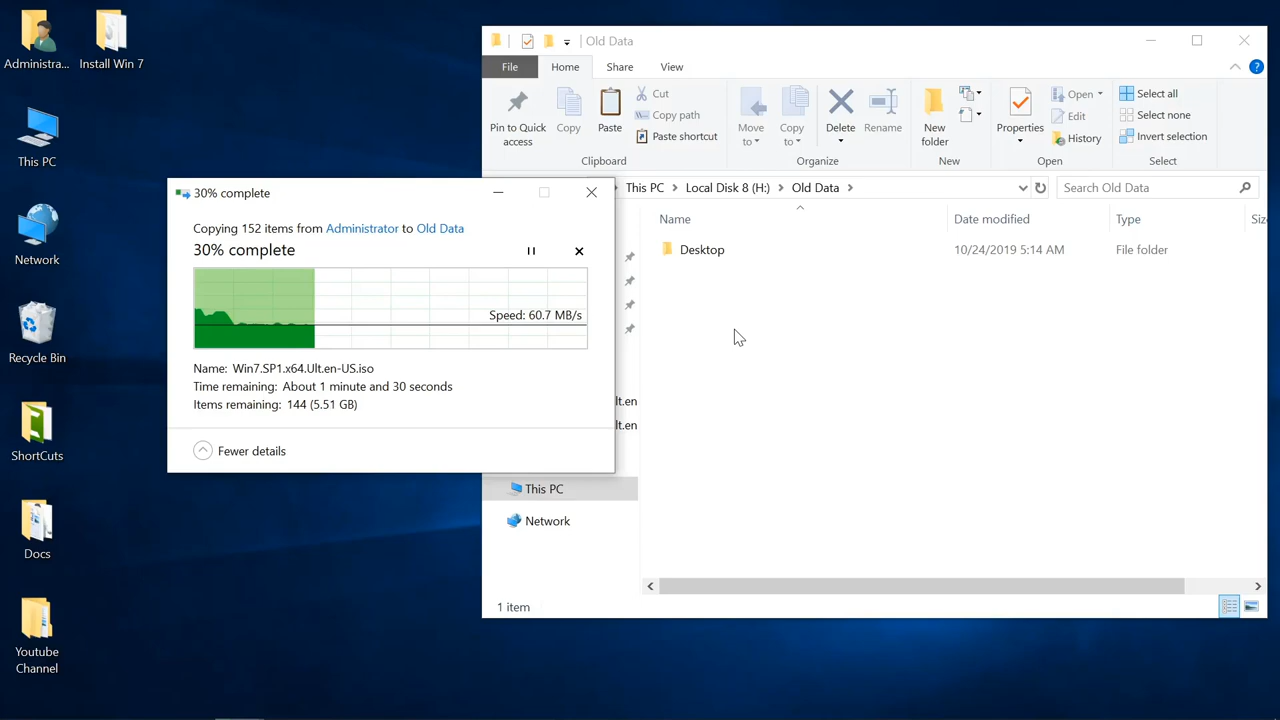 Administra...
Install Win 7
This PC
Network
Recycle Bin
ShortCuts
Docs
Youtube
Channel
Old Data
File
Home
Share
View
Pin to Quick
access
Copy
Paste
Cut
Copy path
Paste shortcut
Clipboard
Move
to
Copy
to
Delete
Rename
Organize
New
folder
New
Properties
Open
Edit
History
Open
Select all
Select none
Invert selection
Select
This PC
Local Disk 8 (H:)
Old Data
Search Old Data
Name
Date modified
Type
Size
Desktop
10/24/2019 5:14 AM
File folder
lt.en
lt.en
This PC
Network
1 item
30% complete
Copying 152 items from Administrator to Old Data
30% complete
Speed: 60.7 MB/s
Name: Win7.SP1.x64.Ult.en-US.iso
Time remaining: About 1 minute and 30 seconds
Items remaining: 144 (5.51 GB)
Fewer details